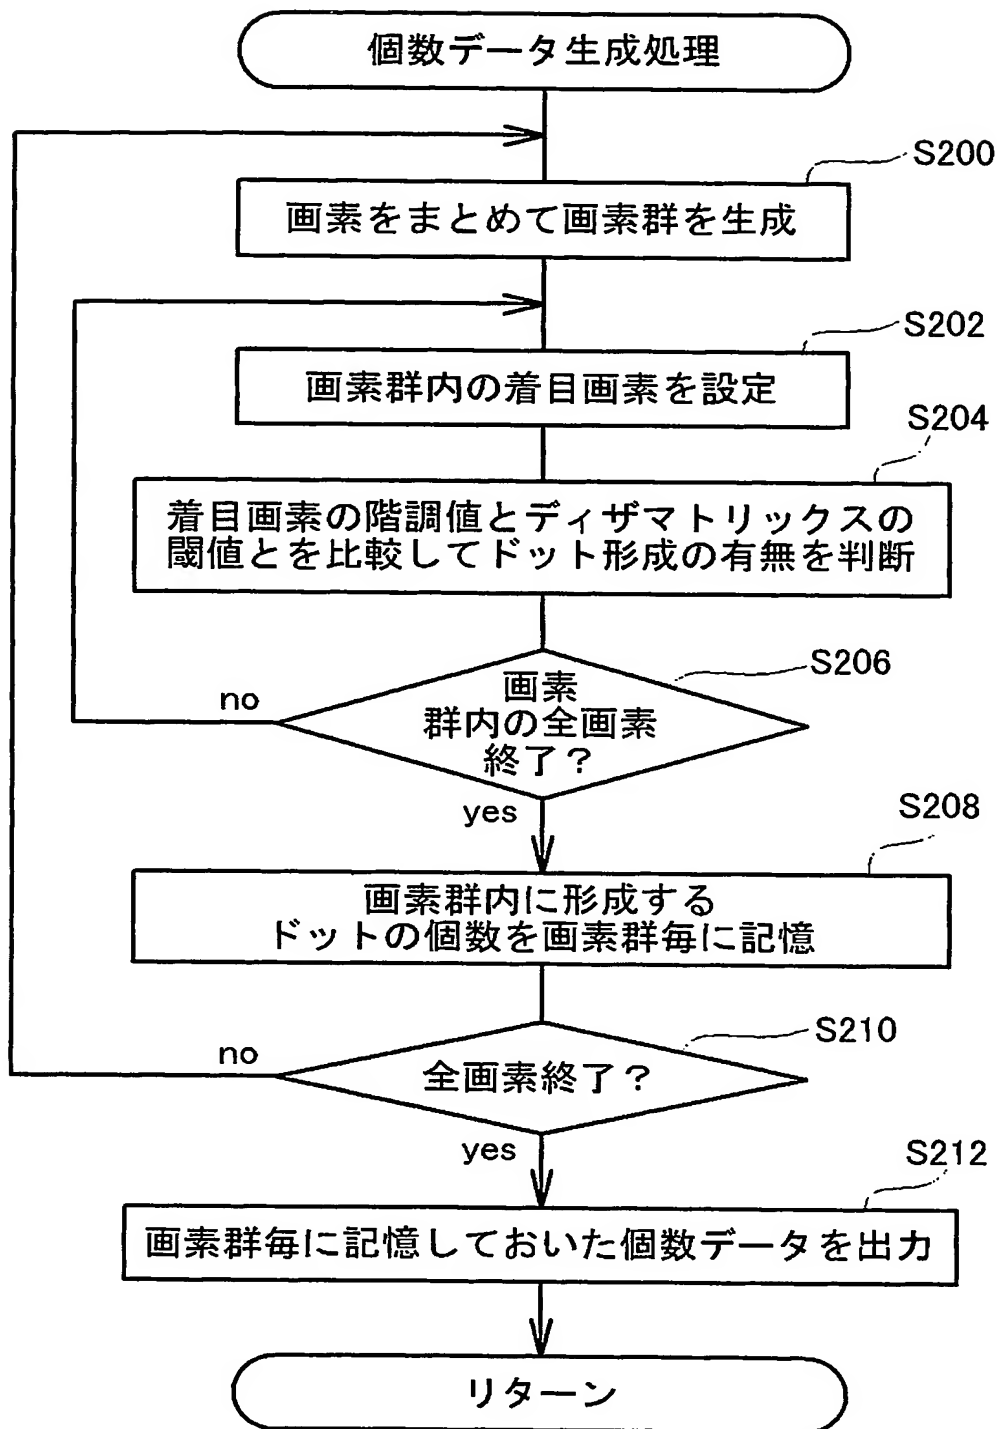 個数データ生成処理
S200
画素をまとめて画素群を生成
S202
画素群内の着目画素を設定
S204
着目画素の階調値とディザマトリックスの
閾値とを比較してドット形成の有無を判断
S206
no
画素
群内の全画素
終了?
yes
S208
画素群内に形成する
ドットの個数を画素群毎に記憶
S210
no
全画素終了?
yes
S212
画素群毎に記憶しておいた個数データを出力
リターン